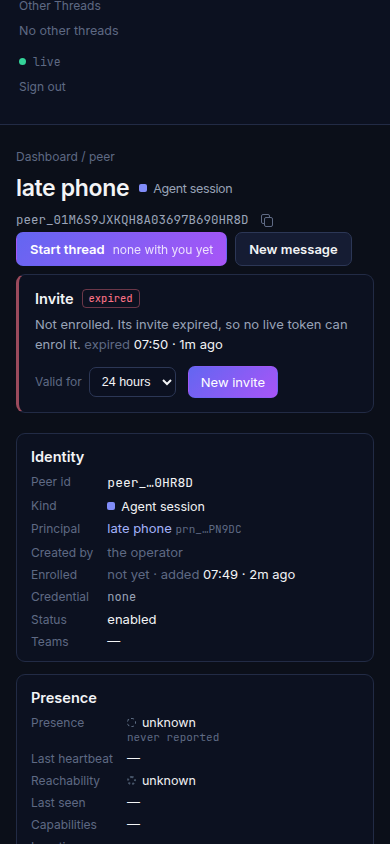 Other Threads
No other threads
live
Sign out
Dashboard / peer
late phone Agent session
peer_01M6S9JXKQH8A03697B690HR8D
Start thread none with you yet New message
Invite expired
Not enrolled. Its invite expired, so no live token can
enrol it. expired 07:50 · 1m ago
Valid for 24 hours New invite
Identity
Peer id peer_…0HR8D
Kind Agent session
Principal late phone prn_…PN9DC
Created by the operator
Enrolled not yet · added 07:49 · 2m ago
Credential none
Status enabled
Teams —
Presence
Presence unknown
never reported
Last heartbeat —
Reachability unknown
Last seen —
Capabilities —